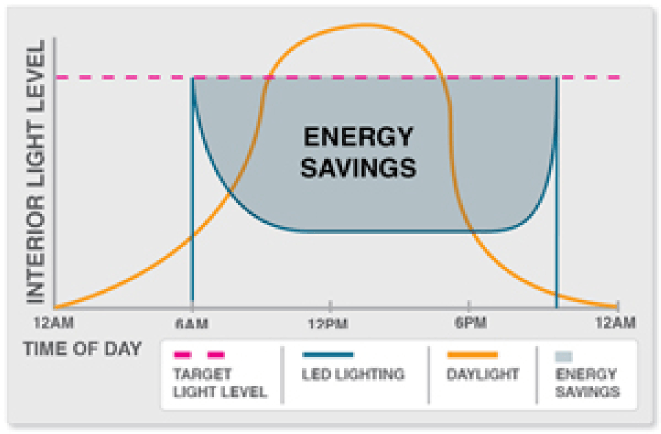 INTERIOR LIGHT LEVEL
ENERGY
SAVINGS
12AM 6AM 12PM 6PM 12AM
TIME OF DAY
TARGET
LIGHT LEVEL
LED LIGHTING
DAYLIGHT
ENERGY
SAVINGS